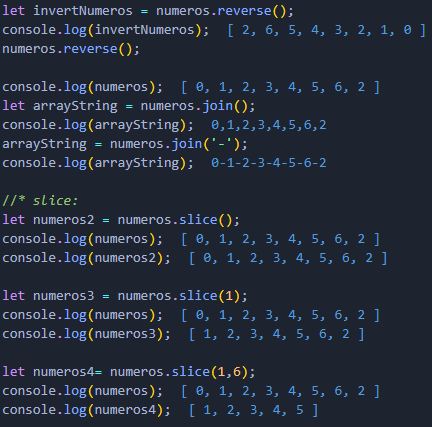 let invertNumeros = numeros.reverse();
console.log(invertNumeros);  [ 2, 6, 5, 4, 3, 2, 1, 0 ]
numeros.reverse();

console.log(numeros);  [ 0, 1, 2, 3, 4, 5, 6, 2 ]
let arrayString = numeros.join();
console.log(arrayString);  0,1,2,3,4,5,6,2
arrayString = numeros.join('-');
console.log(arrayString);  0-1-2-3-4-5-6-2

//* slice:
let numeros2 = numeros.slice();
console.log(numeros);  [ 0, 1, 2, 3, 4, 5, 6, 2 ]
console.log(numeros2);  [ 0, 1, 2, 3, 4, 5, 6, 2 ]

let numeros3 = numeros.slice(1);
console.log(numeros);  [ 0, 1, 2, 3, 4, 5, 6, 2 ]
console.log(numeros3);  [ 1, 2, 3, 4, 5, 6, 2 ]

let numeros4= numeros.slice(1,6);
console.log(numeros);  [ 0, 1, 2, 3, 4, 5, 6, 2 ]
console.log(numeros4);  [ 1, 2, 3, 4, 5 ]